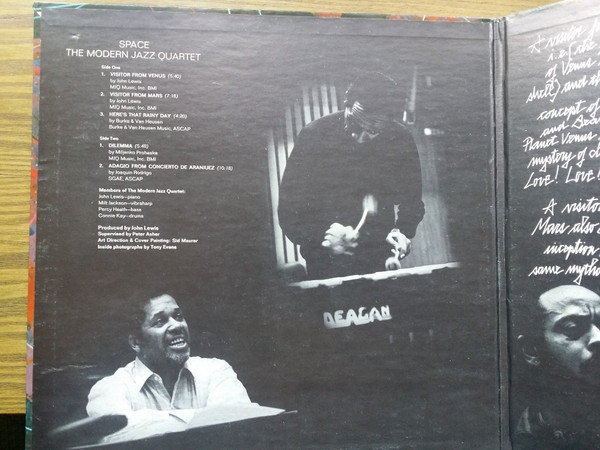 SPACE
THE MODERN JAZZ QUARTET
Side One
1. VISITOR FROM VENUS (5:40)
by John Lewis
MJQ Music, Inc. BMI
2. VISITOR FROM MARS (7:18)
by John Lewis
MJQ Music, Inc. BMI
3. HERE'S THAT RAINY DAY (4:00)
by Burke & Van Heusen
Burke & Van Heusen Music, ASCAP
Side Two
1. DILEMMA (5:48)
by Miljenko Prohaska
MJQ Music, Inc. BMI
2. ADAGIO FROM CONCIERTO DE ARANJUEZ (10:16)
by Joaquin Rodrigo
SGAE, ASCAP
Members of The Modern Jazz Quartet:
John Lewis—piano
Milt Jackson—vibraharp
Percy Heath—bass
Connie Kay—drums
Produced by John Lewis
Supervised by Peter Asher
Art Direction & Cover Painting: Sid Maurer
Inside photographs by Tony Evans
DEAGAN
A visitor
of Venus
and
concept of
and
Planet Venus
mystery of
Love! Love
A visitor
Mars also
inception
same